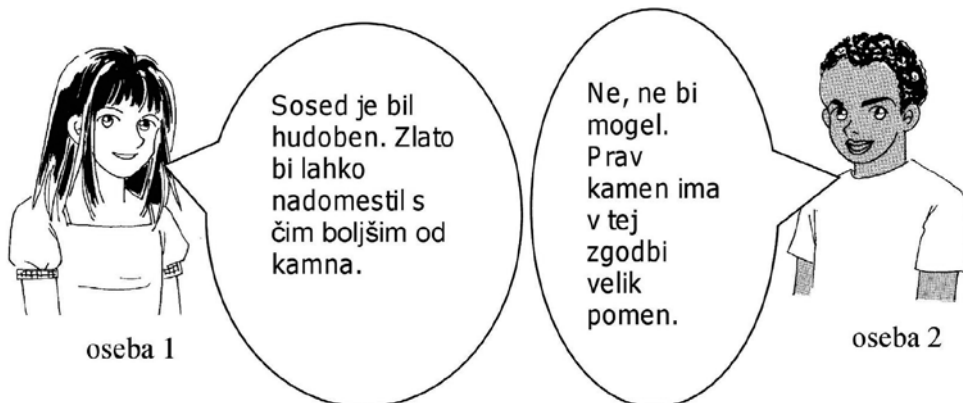 Sosed je bil
hudoben. Zlato
bi lahko
nadomestil s
čim boljšim od
kamna.
oseba 1
Ne, ne bi
mogel.
Prav
kamen ima
v tej
zgodbi
velik
pomen.
oseba 2